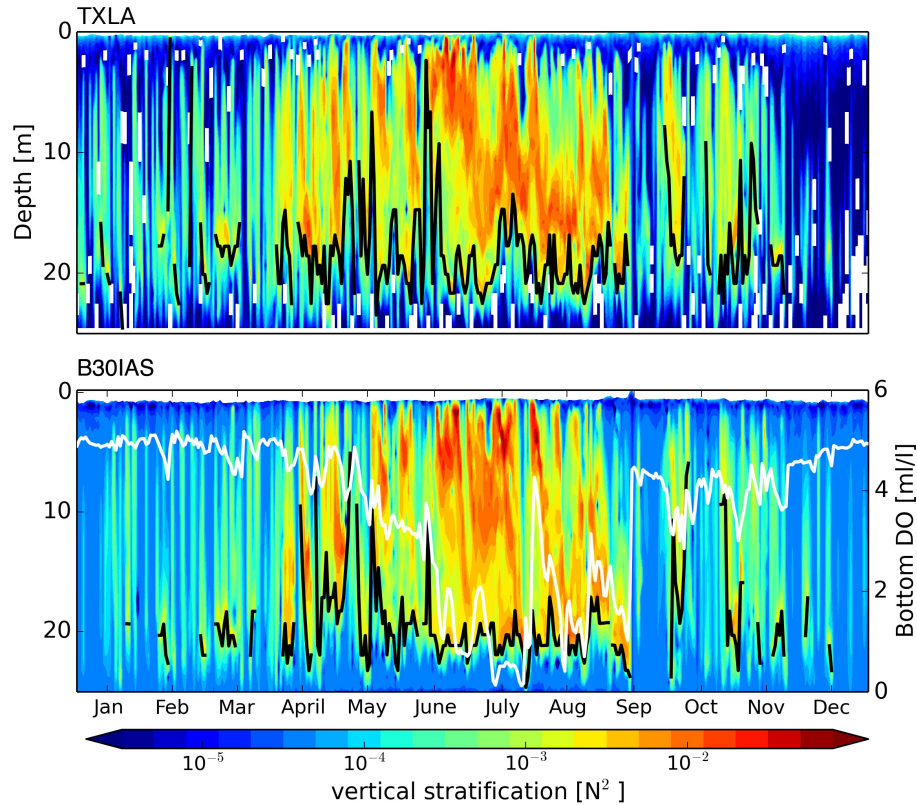 TXLA
0
10
20
Depth [m]
B30IAS
0
10
20
6
4
2
0
Bottom DO [ml/l]
Jan Feb Mar April May June July Aug Sep Oct Nov Dec
10⁻⁵ 10⁻⁴ 10⁻³ 10⁻²
vertical stratification [N² ]